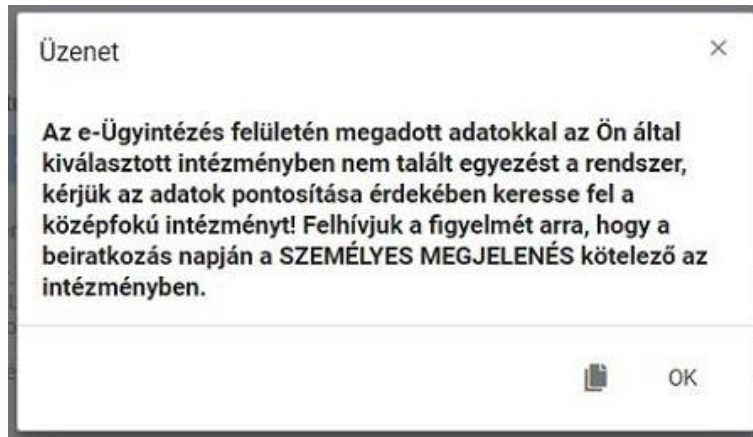 Üzenet
Az e-Ügyintézés felületén megadott adatokkal az Ön által
kiválasztott intézményben nem talált egyezést a rendszer,
kérjük az adatok pontosítása érdekében keresse fel a
középfokú intézményt! Felhívjuk a figyelmét arra, hogy a
beiratkozás napján a SZEMÉLYES MEGJELENÉS kötelező az
intézményben.
OK